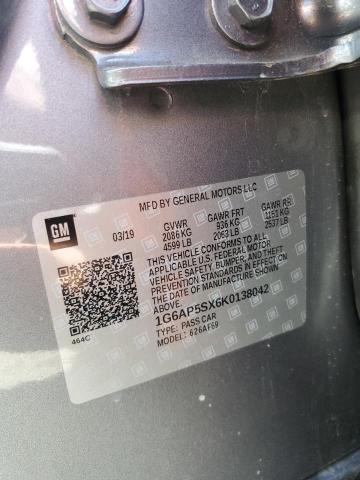 MFD BY GENERAL MOTORS LLC
GM
03/19
GVWR GAWR FRT GAWR RR
2086 KG 936 KG 1151 KG
4599 LB 2063 LB 2537 LB
THIS VEHICLE CONFORMS TO ALL
APPLICABLE U.S. FEDERAL MOTOR
VEHICLE SAFETY, BUMPER, AND THEFT
PREVENTION STANDARDS IN EFFECT ON
THE DATE OF MANUFACTURE SHOWN
ABOVE.
1G6AP5SX6K0138042
TYPE: PASS CAR
MODEL: 626AF69
464C